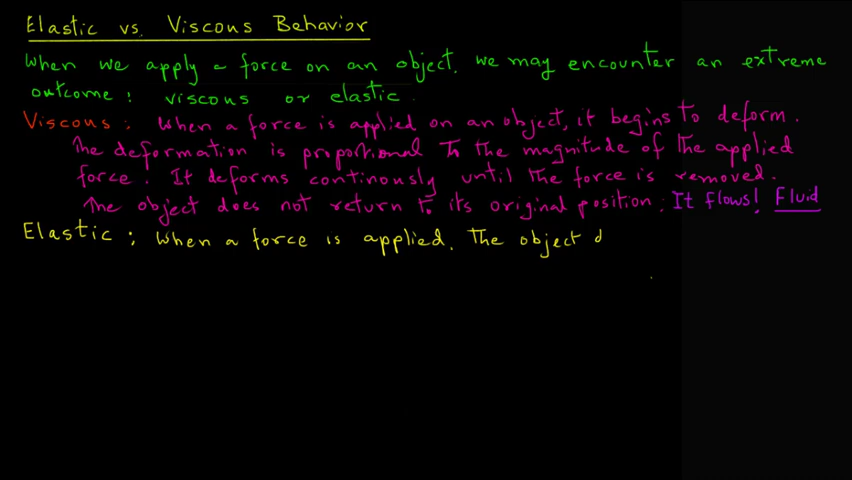 Elastic vs. Viscous Behavior
When we apply a force on an object. we may encounter an extreme
outcome: viscous or elastic.
Viscous: When a force is applied on an object, it begins to deform.
The deformation is proportional to the magnitude of the applied
force. It deforms continously until the force is removed.
The object does not return to its original position. It flows! Fluid
Elastic: When a force is applied. The object d